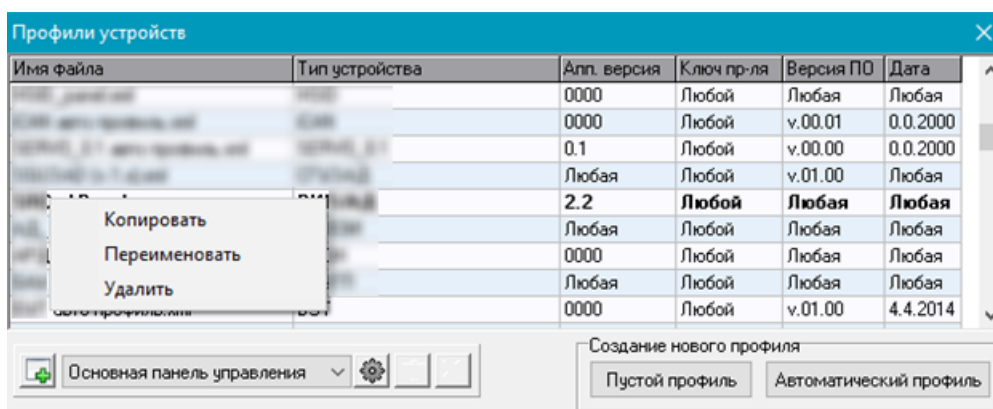 Профили устройств
Имя файла Тип устройства Апп. версия Ключ пр-ля Версия ПО Дата
0000 Любой Любая Любая
0000 Любой v.00.01 0.0.2000
0.1 Любой v.00.00 0.0.2000
Любая Любой v.01.00 Любая
2.2 Любой Любая Любая
Любая Любой Любая Любая
0000 Любой Любая Любая
Любая Любой Любая Любая
0000 Любой v.01.00 4.4.2014
Копировать
Переименовать
Удалить
Основная панель управления
Создание нового профиля
Пустой профиль Автоматический профиль